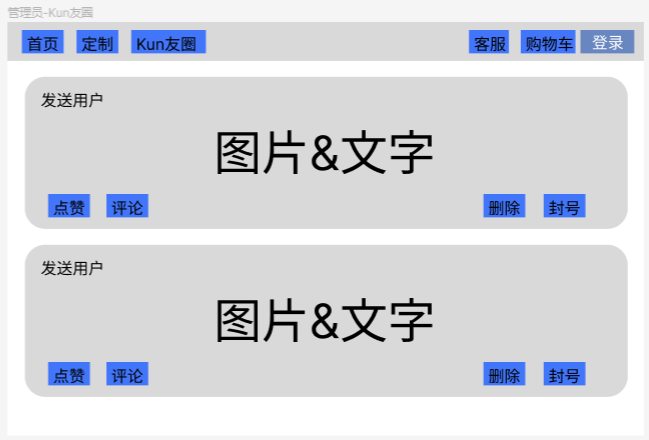 管理员-Kun友圈
首页 定制 Kun友圈 客服 购物车 登录
发送用户
图片&文字
点赞 评论 删除 封号
发送用户
图片&文字
点赞 评论 删除 封号